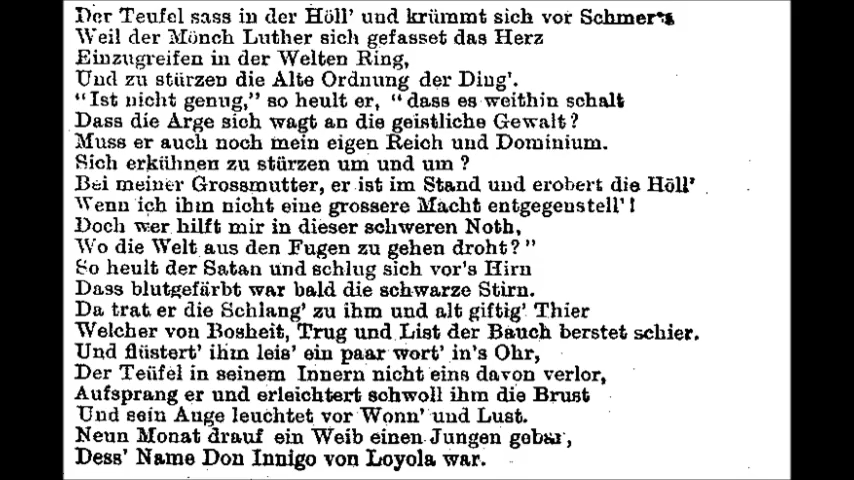 Der Teufel sass in der Höll' und krümmt sich vor Schmerz
Weil der Mönch Luther sich gefasset das Herz
Einzugreifen in der Welten Ring,
Und zu stürzen die Alte Ordnung der Ding'.
"Ist nicht genug," so heult er, "dass es weithin schalt
Dass die Arge sich wagt an die geistliche Gewalt?
Muss er auch noch mein eigen Reich und Dominium.
Sich erkühnen zu stürzen um und um?
Bei meiner Grossmutter, er ist im Stand und erobert die Höll'
Wenn ich ihm nicht eine grossere Macht entgegenstell'!
Doch wer hilft mir in dieser schweren Noth,
Wo die Welt aus den Fugen zu gehen droht?"
So heult der Satan und schlug sich vor's Hirn
Dass blutgefärbt war bald die schwarze Stirn.
Da trat er die Schlang' zu ihm und alt giftig' Thier
Welcher von Bosheit, Trug und List der Bauch berstet schier.
Und flüstert' ihm leis' ein paar wort' in's Ohr,
Der Teüfel in seinem Innern nicht eins davon verlor,
Aufsprang er und erleichtert schwoll ihm die Brust
Und sein Auge leuchtet vor Wonn' und Lust.
Neun Monat drauf ein Weib einen Jungen gebar,
Dess' Name Don Innigo von Loyola war.